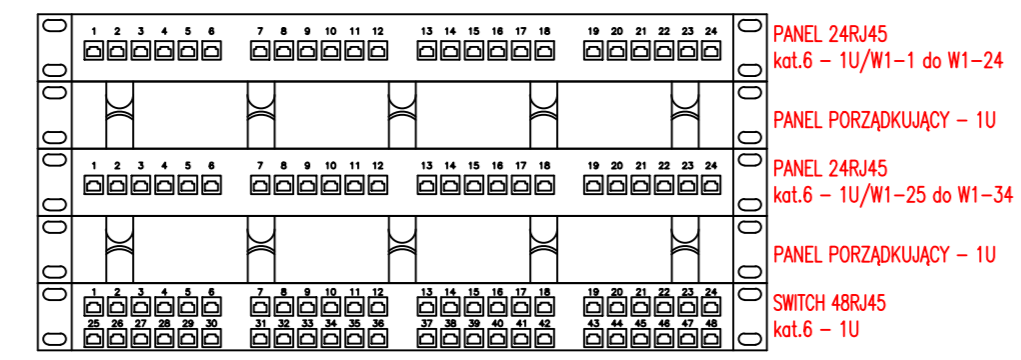 1 2 3 4 5 6 7 8 9 10 11 12 13 14 15 16 17 18 19 20 21 22 23 24
PANEL 24RJ45
kat.6 – 1U/W1–1 do W1–24
PANEL PORZĄDKUJĄCY – 1U
1 2 3 4 5 6 7 8 9 10 11 12 13 14 15 16 17 18 19 20 21 22 23 24
PANEL 24RJ45
kat.6 – 1U/W1–25 do W1–34
PANEL PORZĄDKUJĄCY – 1U
1 2 3 4 5 6 7 8 9 10 11 12 13 14 15 16 17 18 19 20 21 22 23 24
SWITCH 48RJ45
25 26 27 28 29 30 31 32 33 34 35 36 37 38 39 40 41 42 43 44 45 46 47 48
kat.6 – 1U